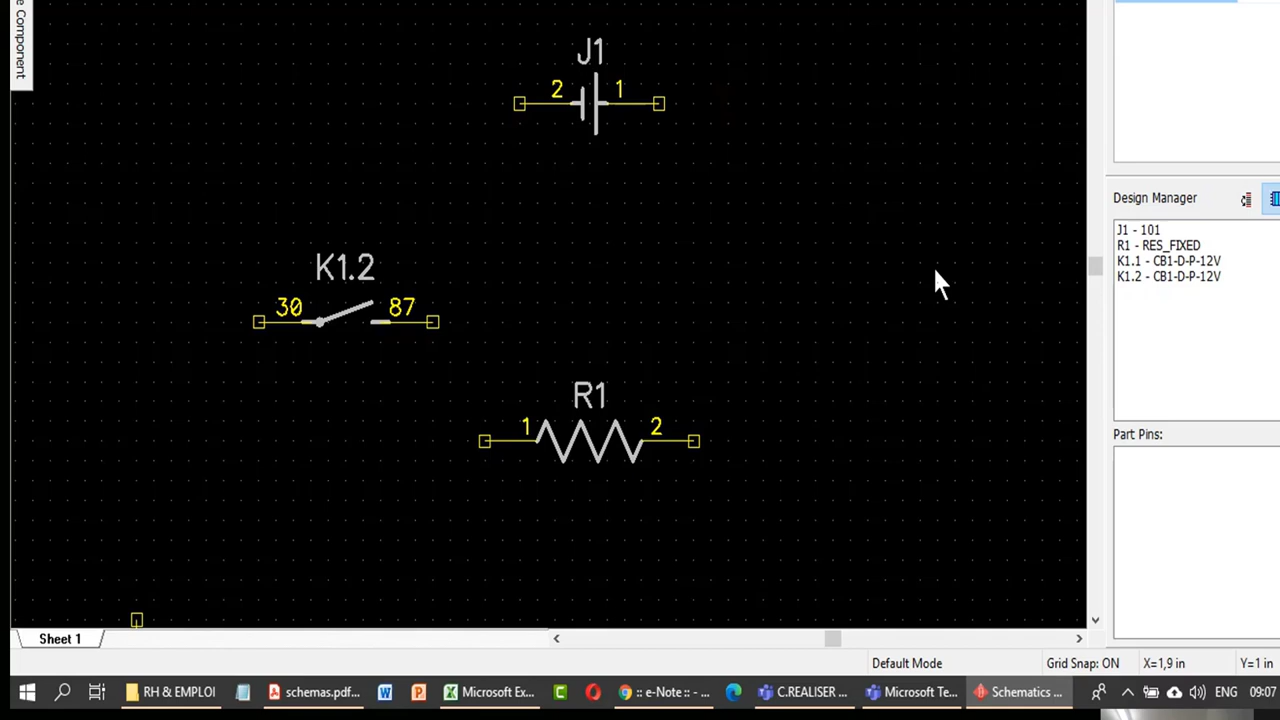 e Component
J1
2 1
K1.2
30 87
R1
1 2
Design Manager
J1 - 101
R1 - RES_FIXED
K1.1 - CB1-D-P-12V
K1.2 - CB1-D-P-12V
Part Pins:
Sheet 1
Default Mode Grid Snap: ON X=1,9 in Y=1 in
RH & EMPLOI schemas.pdf... Microsoft Ex... :: e-Note :: - ... C.REALISER ... Microsoft Te... Schematics ... ENG 09:07